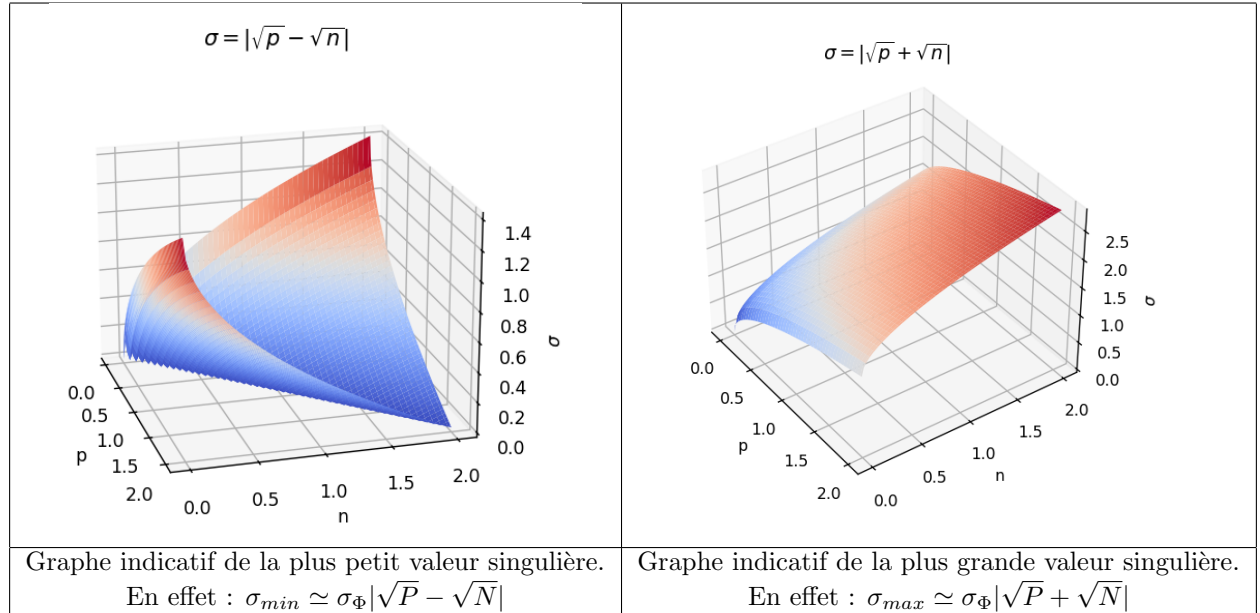 σ = |√p − √n|
1.4
1.2
1.0
0.8
0.6
0.4
0.2
0.0
σ
0.0
0.5
1.0
1.5
2.0
p
0.0
0.5
1.0
1.5
2.0
n
Graphe indicatif de la plus petit valeur singulière.
En effet : σ_min ≃ σ_Φ|√P − √N|
σ = |√p + √n|
2.5
2.0
1.5
1.0
0.5
0.0
σ
0.0
0.5
1.0
1.5
2.0
p
0.0
0.5
1.0
1.5
2.0
n
Graphe indicatif de la plus grande valeur singulière.
En effet : σ_max ≃ σ_Φ|√P + √N|